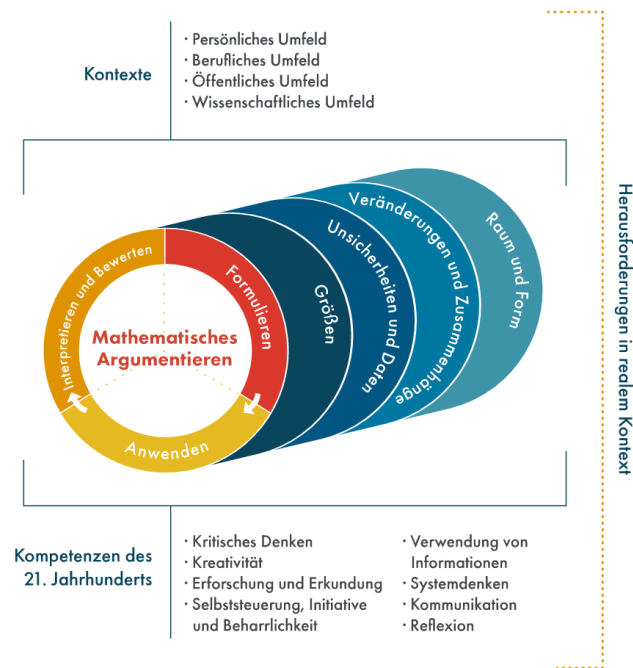 Kontexte
· Persönliches Umfeld
· Berufliches Umfeld
· Öffentliches Umfeld
· Wissenschaftliches Umfeld
Interpretieren und Bewerten
Formulieren
Anwenden
Mathematisches
Argumentieren
Größen
Unsicherheiten und Daten
Veränderungen und Zusammenhänge
Raum und Form
Herausforderungen in realem Kontext
Kompetenzen des
21. Jahrhunderts
· Kritisches Denken
· Kreativität
· Erforschung und Erkundung
· Selbststeuerung, Initiative
und Beharrlichkeit
· Verwendung von
Informationen
· Systemdenken
· Kommunikation
· Reflexion